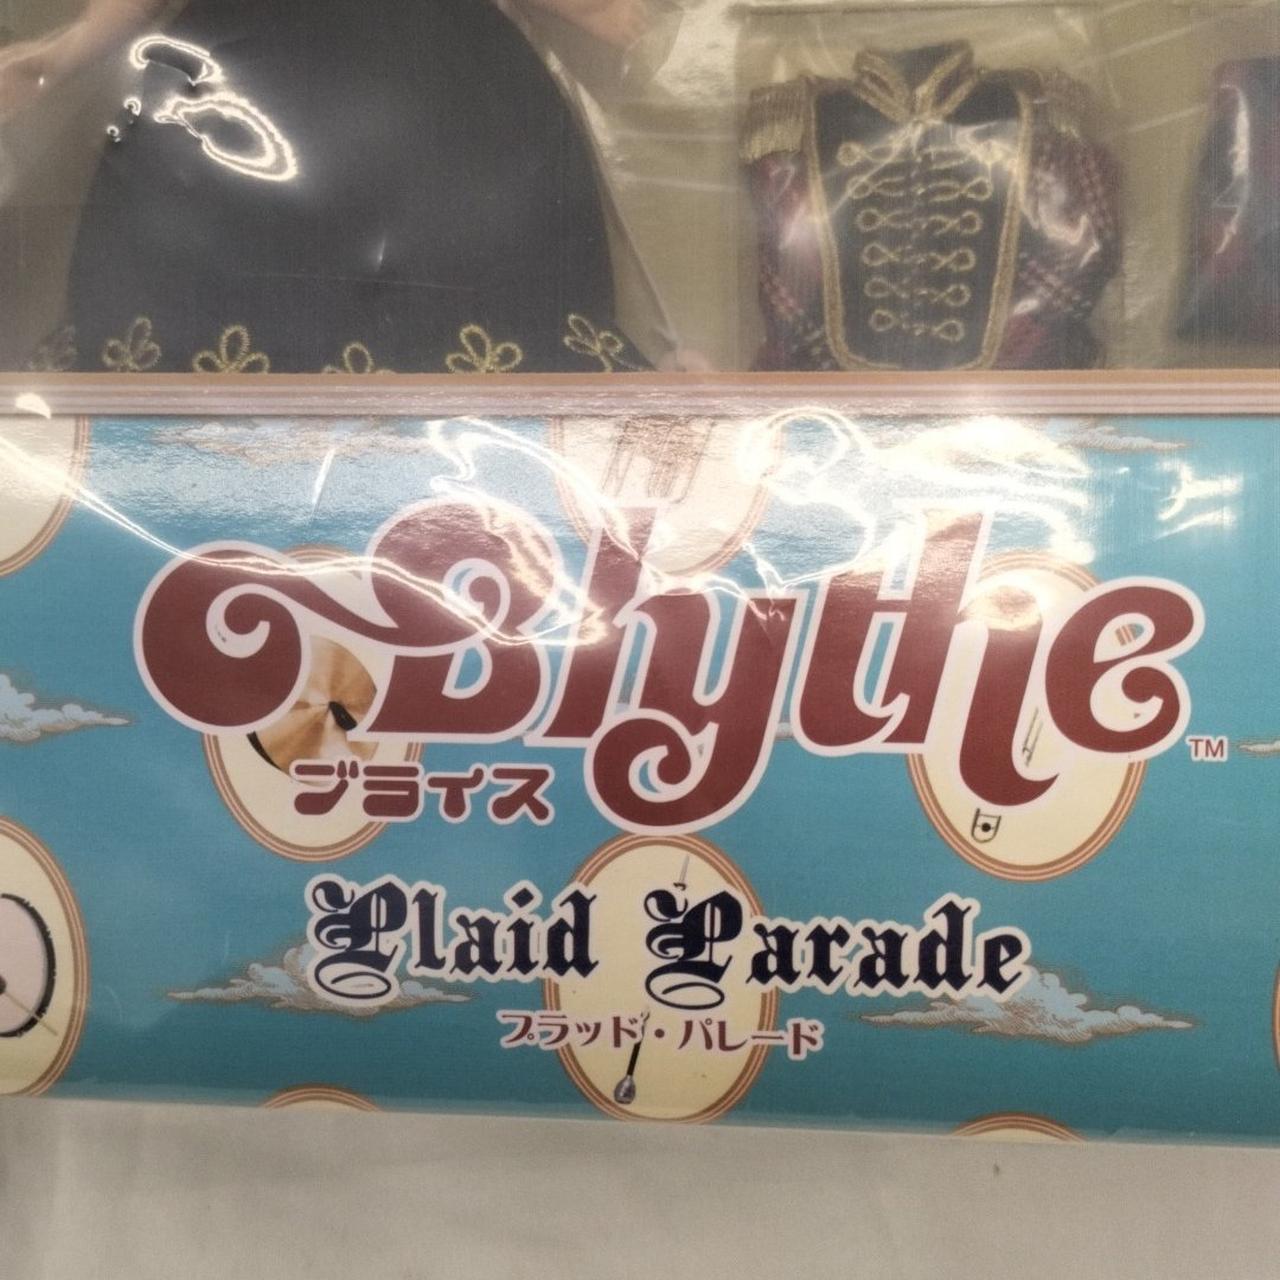 Blythe™
ブライス
Plaid Parade
プラッド・パレード